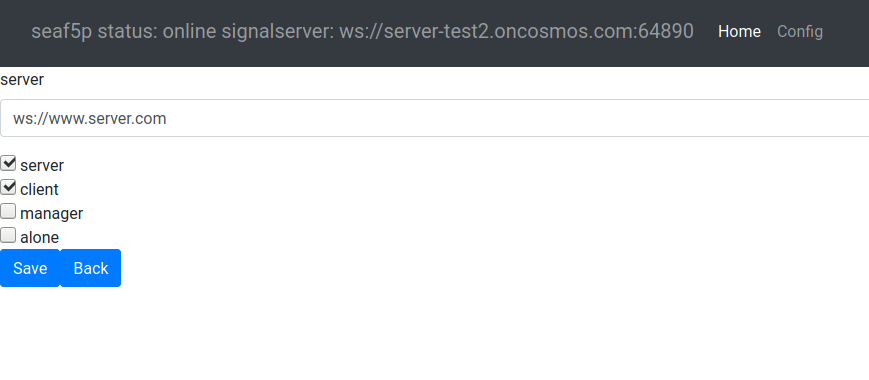 seaf5p status: online signalserver: ws://server-test2.oncosmos.com:64890 Home Config
server
ws://www.server.com
server
client
manager
alone
Save Back